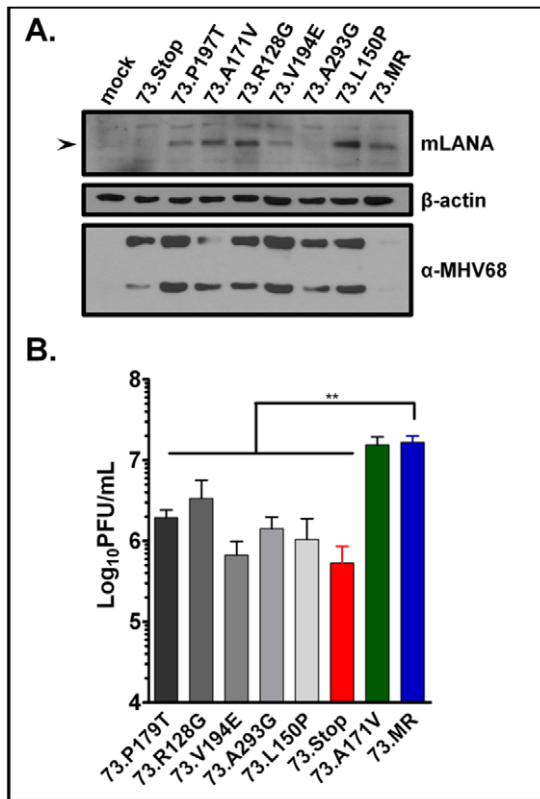 A.
mock
73.Stop
73.P197T
73.A171V
73.R128G
73.V194E
73.A293G
73.L150P
73.MR
mLANA
β-actin
α-MHV68
B.
**
Log10PFU/mL
8
7
6
5
4
73.P179T
73.R128G
73.V194E
73.A293G
73.L150P
73.Stop
73.A171V
73.MR